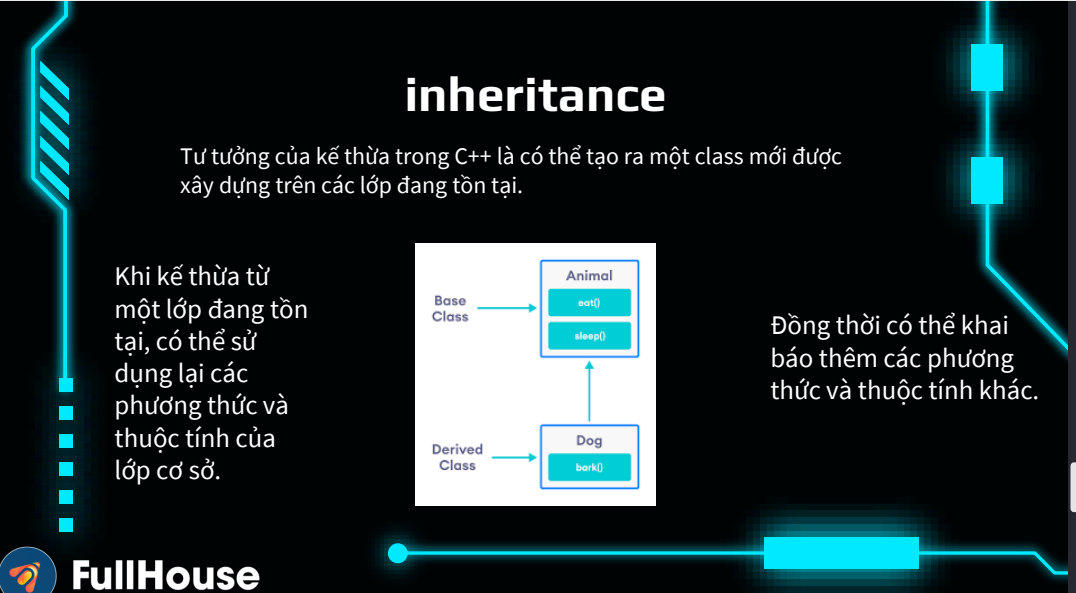 inheritance
Tư tưởng của kế thừa trong C++ là có thể tạo ra một class mới được
xây dựng trên các lớp đang tồn tại.
Khi kế thừa từ
một lớp đang tồn
tại, có thể sử
dụng lại các
phương thức và
thuộc tính của
lớp cơ sở.
Base
Class
Animal
eat()
sleep()
Derived
Class
Dog
bark()
Đồng thời có thể khai
báo thêm các phương
thức và thuộc tính khác.
FullHouse